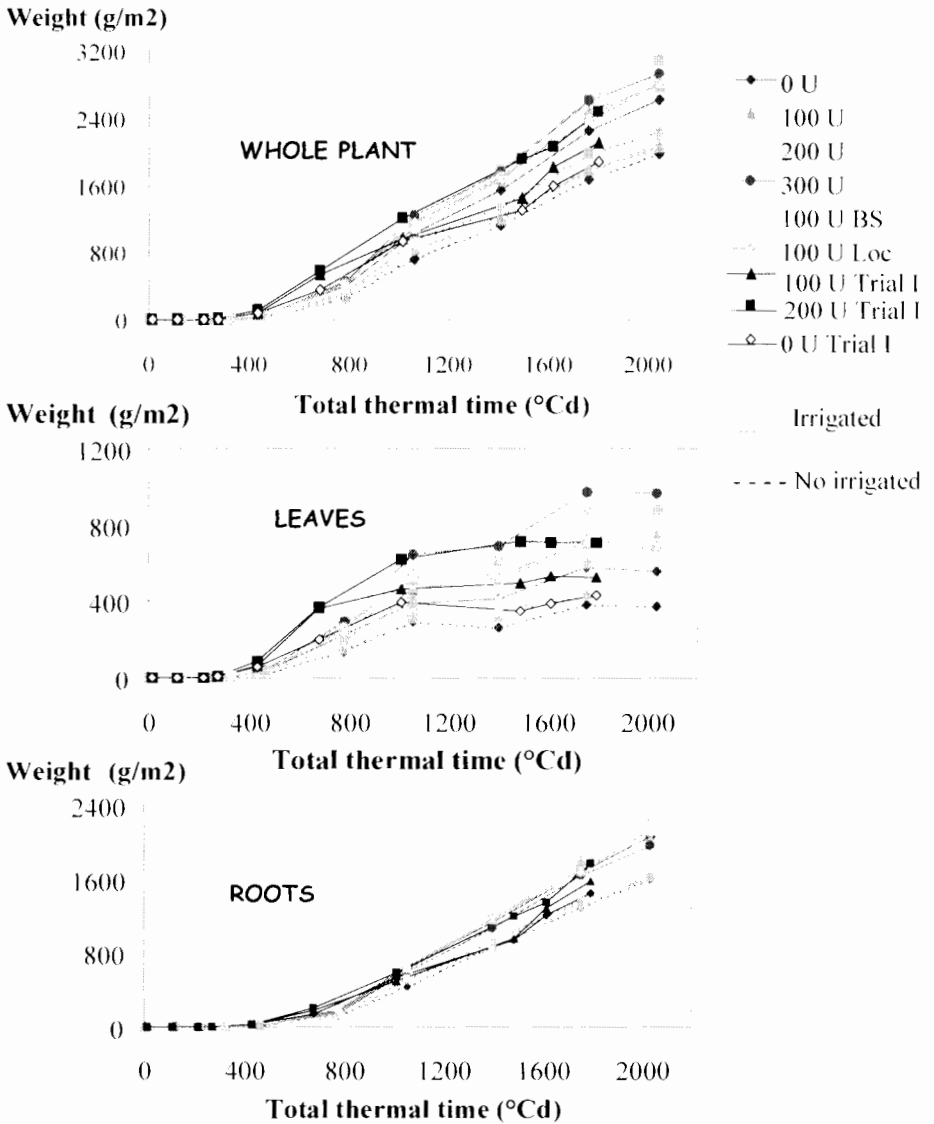 Weight (g/m2)
3200
2400
1600
800
0
WHOLE PLANT
0 400 800 1200 1600 2000
Total thermal time (°Cd)
0 U
100 U
200 U
300 U
100 U BS
100 U Loc
100 U Trial I
200 U Trial I
0 U Trial I
Irrigated
No irrigated
Weight (g/m2)
1200
800
400
0
LEAVES
0 400 800 1200 1600 2000
Total thermal time (°Cd)
Weight (g/m2)
2400
1600
800
0
ROOTS
0 400 800 1200 1600 2000
Total thermal time (°Cd)